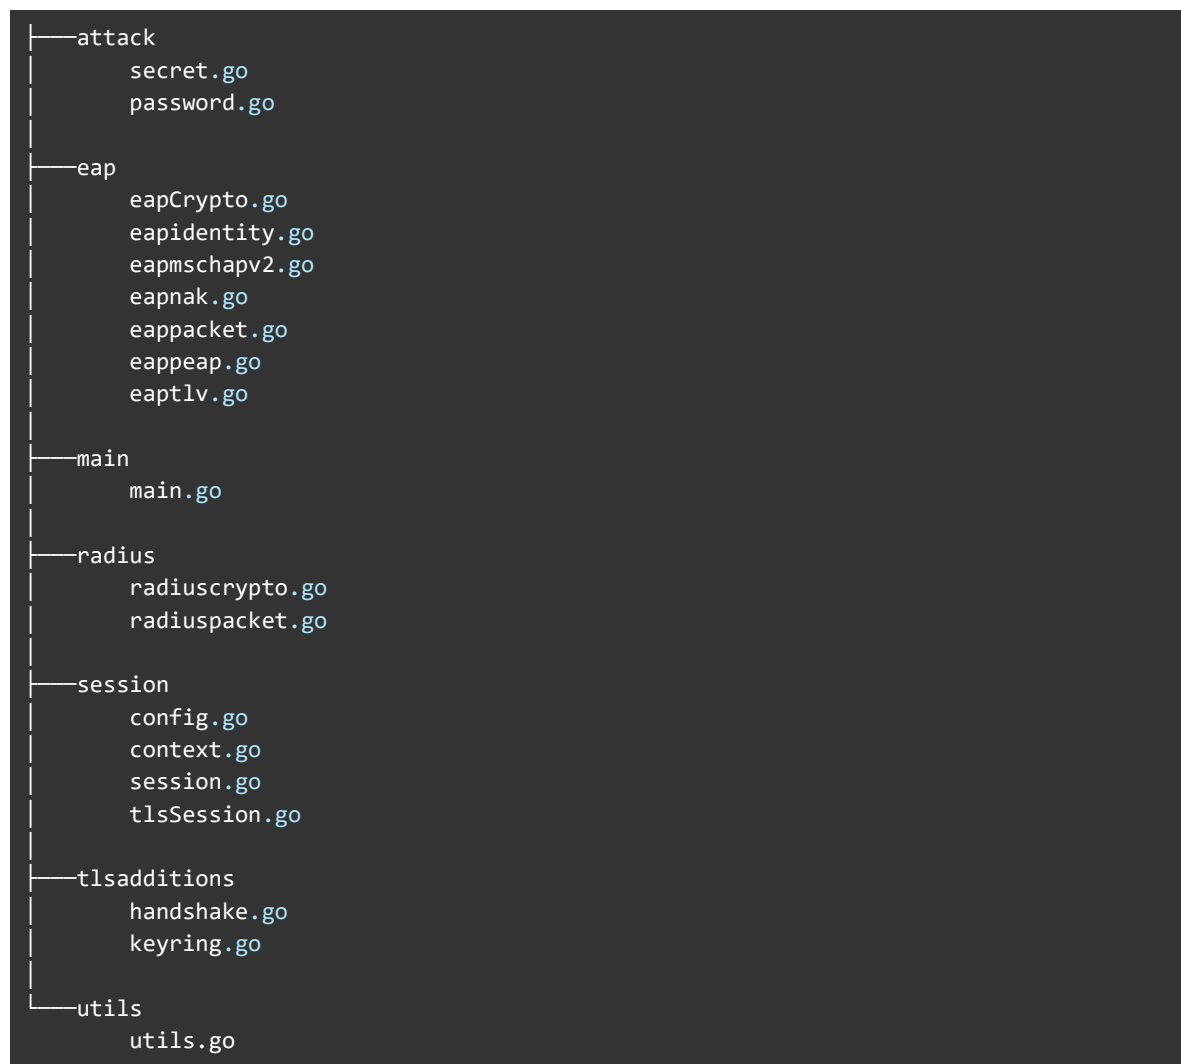 ├───attack
│       secret.go
│       password.go
│
├───eap
│       eapCrypto.go
│       eapidentity.go
│       eapmschapv2.go
│       eapnak.go
│       eappacket.go
│       eappeap.go
│       eaptlv.go
│
├───main
│       main.go
│
├───radius
│       radiuscrypto.go
│       radiuspacket.go
│
├───session
│       config.go
│       context.go
│       session.go
│       tlsSession.go
│
├───tlsadditions
│       handshake.go
│       keyring.go
│
└───utils
        utils.go